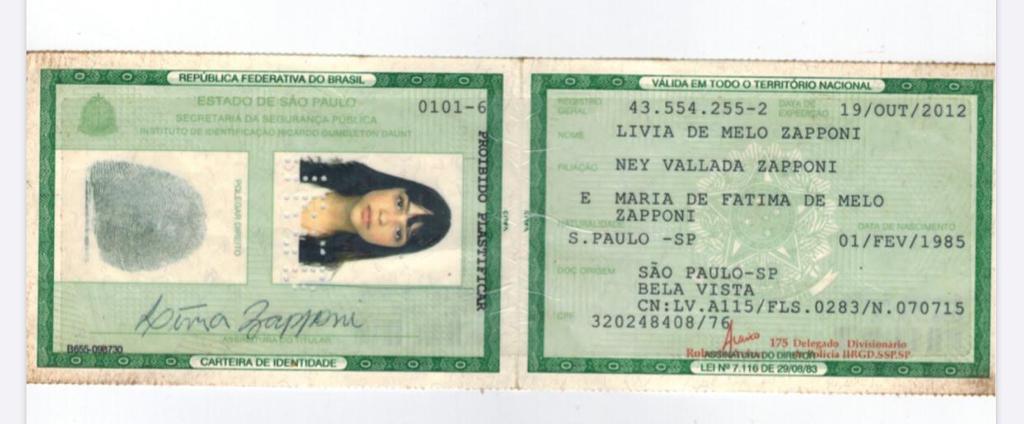 REPÚBLICA FEDERATIVA DO BRASIL
ESTADO DE SÃO PAULO
SECRETARIA DA SEGURANÇA PÚBLICA
INSTITUTO DE IDENTIFICAÇÃO RICARDO GUMBLETON DAUNT
0101-6
PROIBIDO PLASTIFICAR
POLEGAR DIREITO
Livia Zapponi
ASSINATURA DO TITULAR
B655-098730
CARTEIRA DE IDENTIDADE
VÁLIDA EM TODO O TERRITÓRIO NACIONAL
REGISTRO GERAL 43.554.255-2 DATA DE EXPEDIÇÃO 19/OUT/2012
NOME LIVIA DE MELO ZAPPONI
FILIAÇÃO NEY VALLADA ZAPPONI
E MARIA DE FATIMA DE MELO
ZAPPONI
NATURALIDADE DATA DE NASCIMENTO
S.PAULO -SP 01/FEV/1985
DOC ORIGEM SÃO PAULO-SP
BELA VISTA
CN:LV.A115/FLS.0283/N.070715
CPF 320248408/76
175 Delegado Divisionário
de Polícia IIRGD.SSP.SP
ASSINATURA DO DIRETOR
LEI Nº 7.116 DE 29/08/83